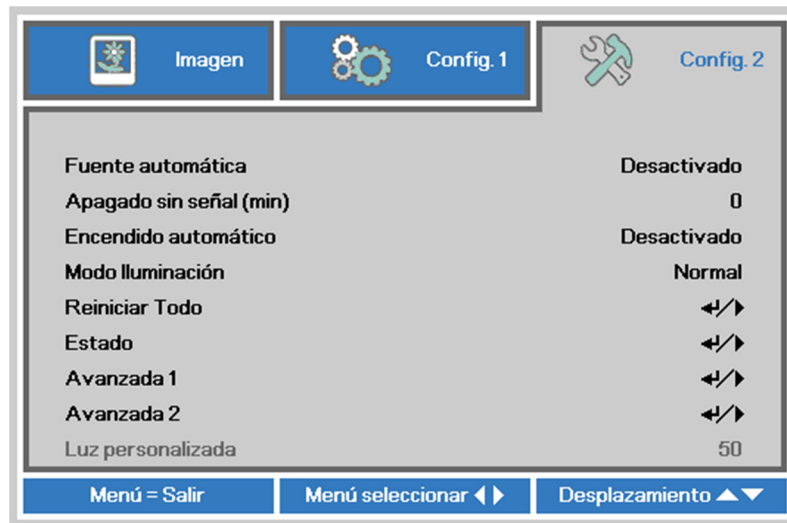 Imagen Config. 1 Config. 2
Fuente automática Desactivado
Apagado sin señal (min) 0
Encendido automático Desactivado
Modo Iluminación Normal
Reiniciar Todo
Estado
Avanzada 1
Avanzada 2
Luz personalizada 50
Menú = Salir Menú seleccionar Desplazamiento